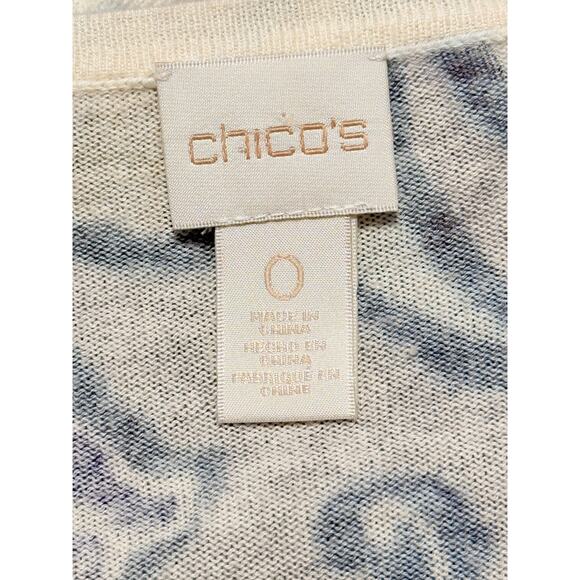 chico's
0
MADE IN
CHINA
HECHO EN
CHINA
FABRIQUE EN
CHINE